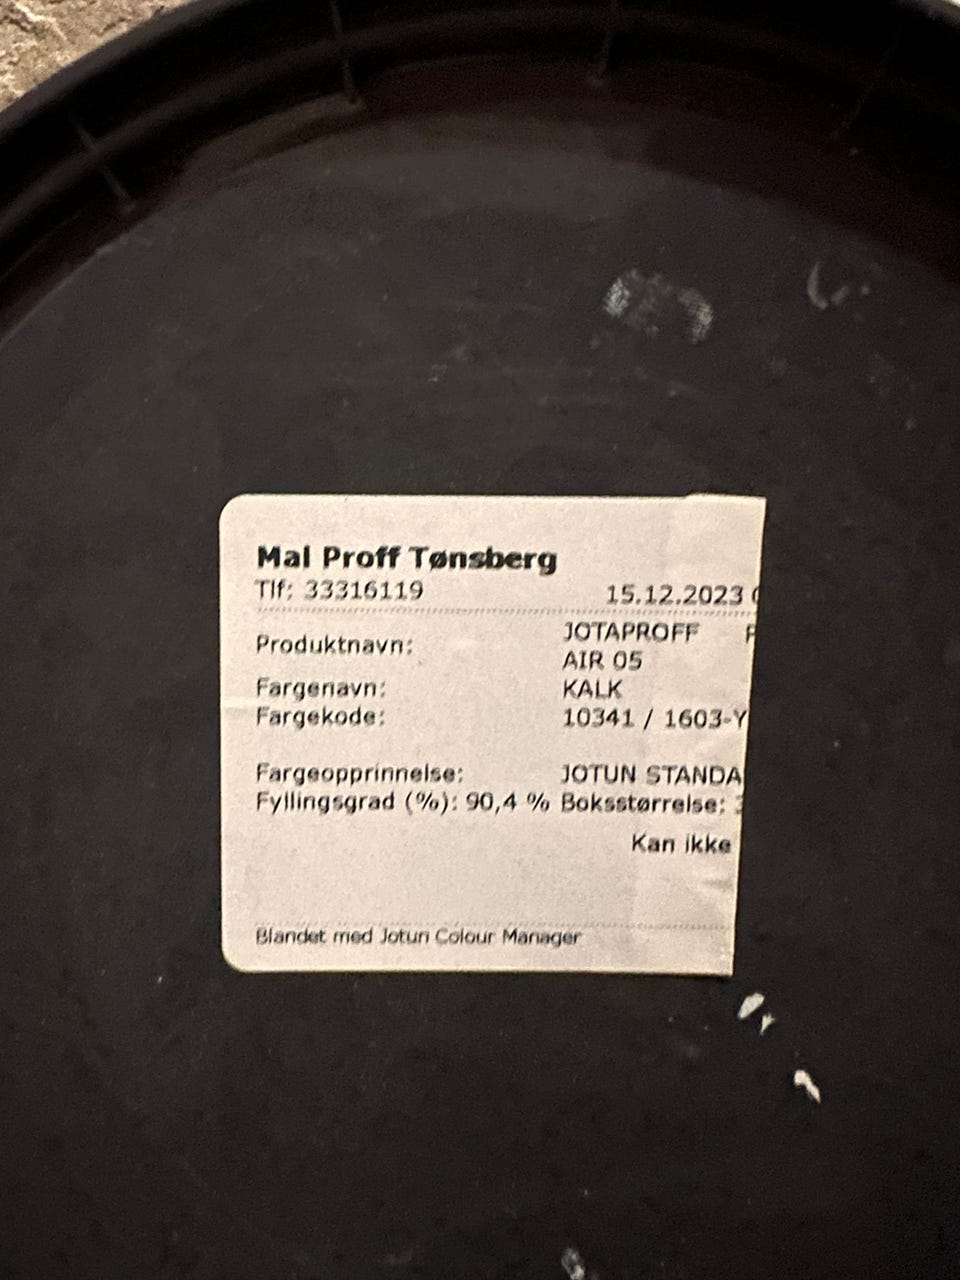 Mal Proff Tønsberg
Tlf: 33316119 15.12.2023
Produktnavn: JOTAPROFF
AIR 05
Fargenavn: KALK
Fargekode: 10341 / 1603-Y
Fargeopprinnelse: JOTUN STANDA
Fyllingsgrad (%): 90,4 % Boksstørrelse:
Kan ikke
Blandet med Jotun Colour Manager